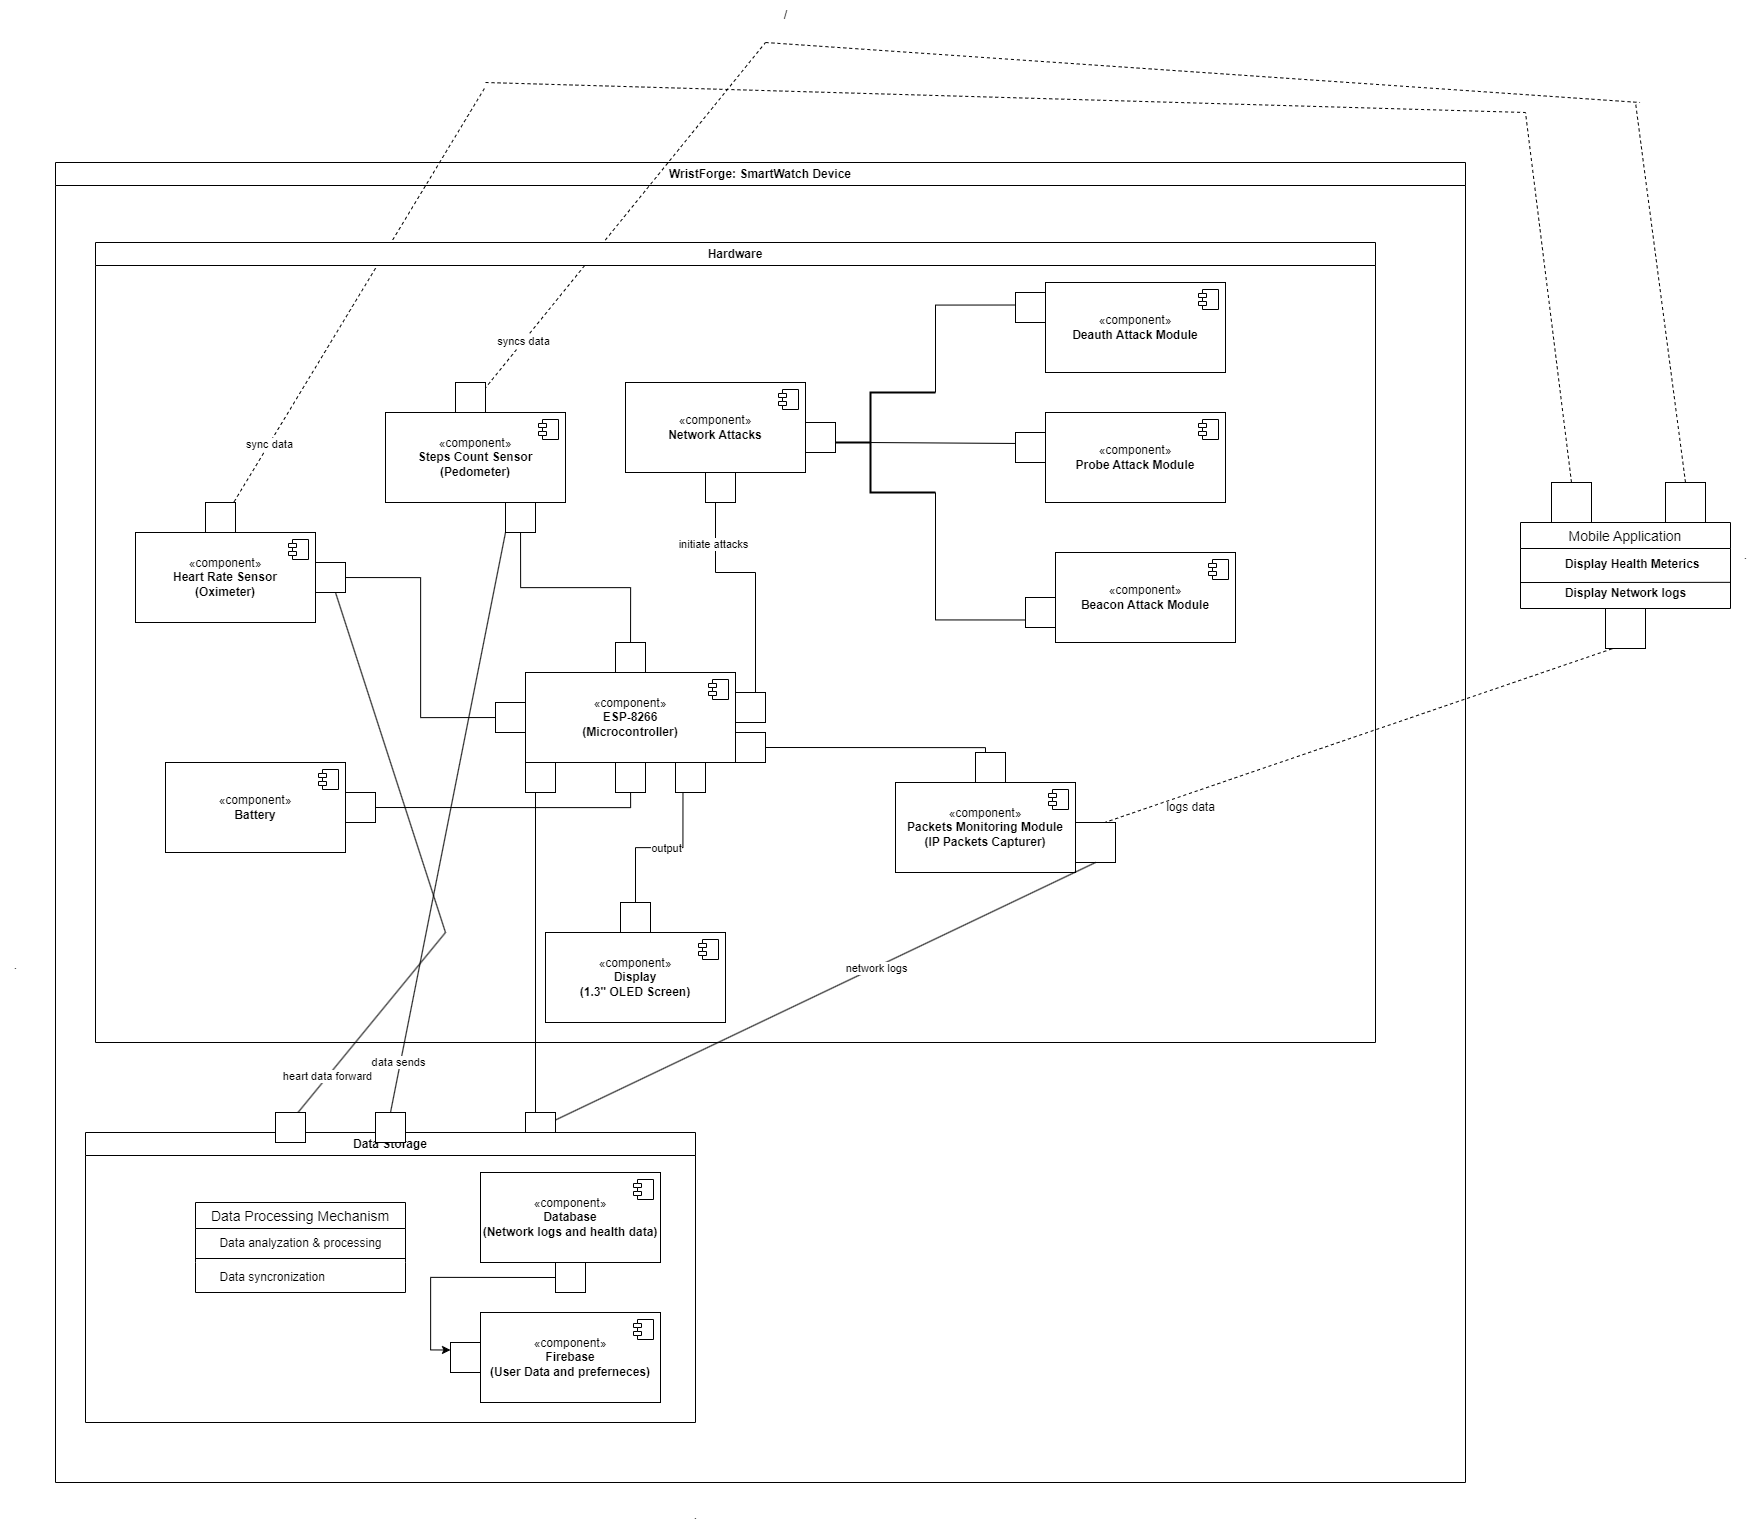 /
WristForge: SmartWatch Device
Hardware
«component»
Deauth Attack Module
syncs data
«component»
Network Attacks
«component»
Steps Count Sensor
(Pedometer)
sync data
«component»
Probe Attack Module
initiate attacks
«component»
Heart Rate Sensor
(Oximeter)
«component»
Beacon Attack Module
Mobile Application
Display Health Meterics
Display Network logs
«component»
ESP-8266
(Microcontroller)
«component»
Battery
logs data
«component»
Packets Monitoring Module
(IP Packets Capturer)
output
«component»
Display
(1.3" OLED Screen)
network logs
data sends
heart data forward
Data Storage
«component»
Database
(Network logs and health data)
Data Processing Mechanism
Data analyzation & processing
Data syncronization
«component»
Firebase
(User Data and preferneces)